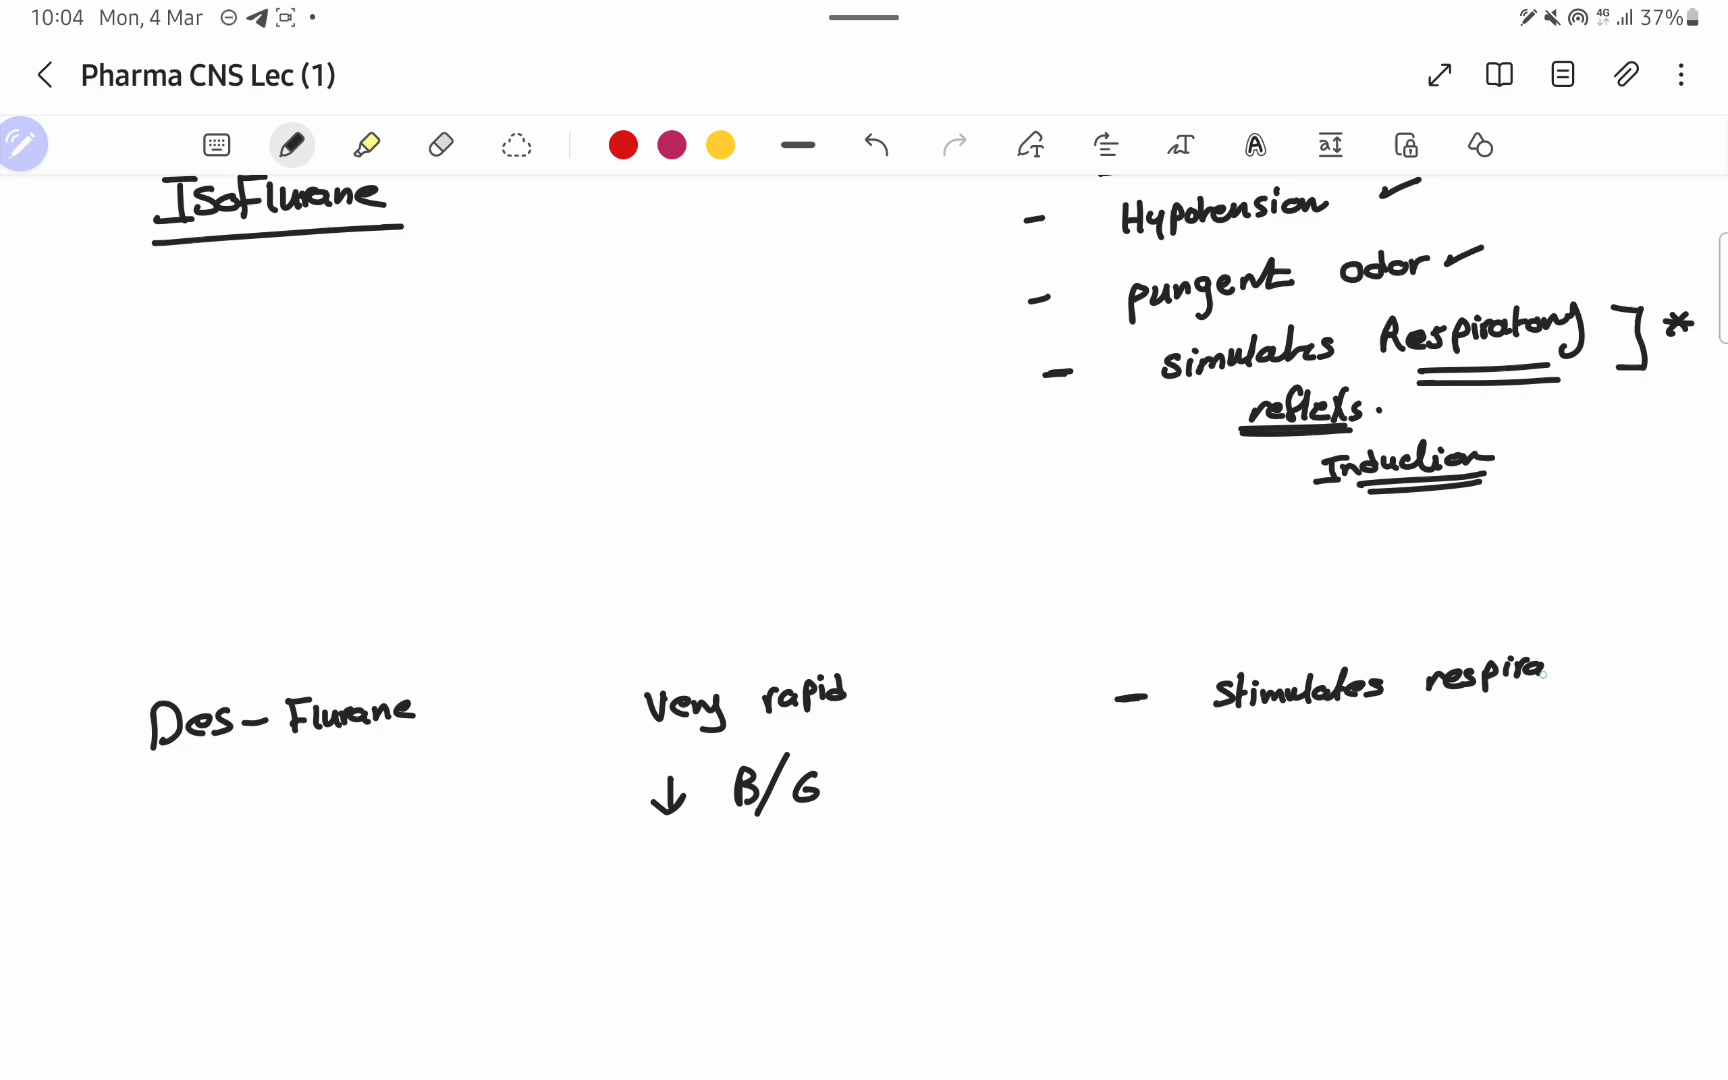 10:04 Mon, 4 Mar 4G 37%
Pharma CNS Lec (1)
IsoFlurane
- Hypotension ✓
- pungent odor ✓
- simulates Respiratory ] *
reflexs.
Induction
Des-Flurane Very rapid - Stimulates respira
↓ B/G